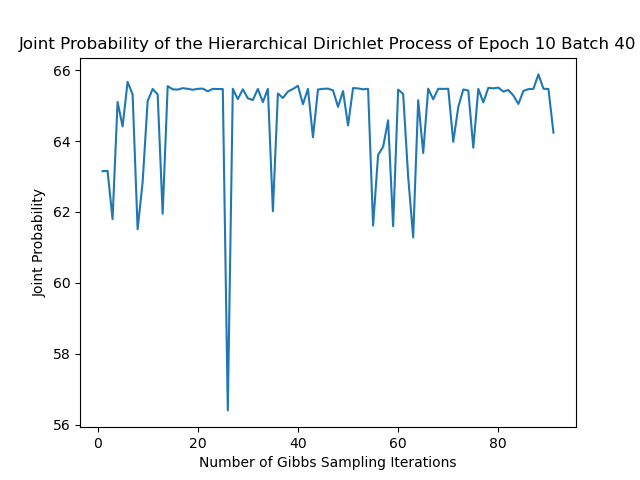 Joint Probability of the Hierarchical Dirichlet Process of Epoch 10 Batch 40
66
64
62
60
58
56
Joint Probability
0 20 40 60 80
Number of Gibbs Sampling Iterations